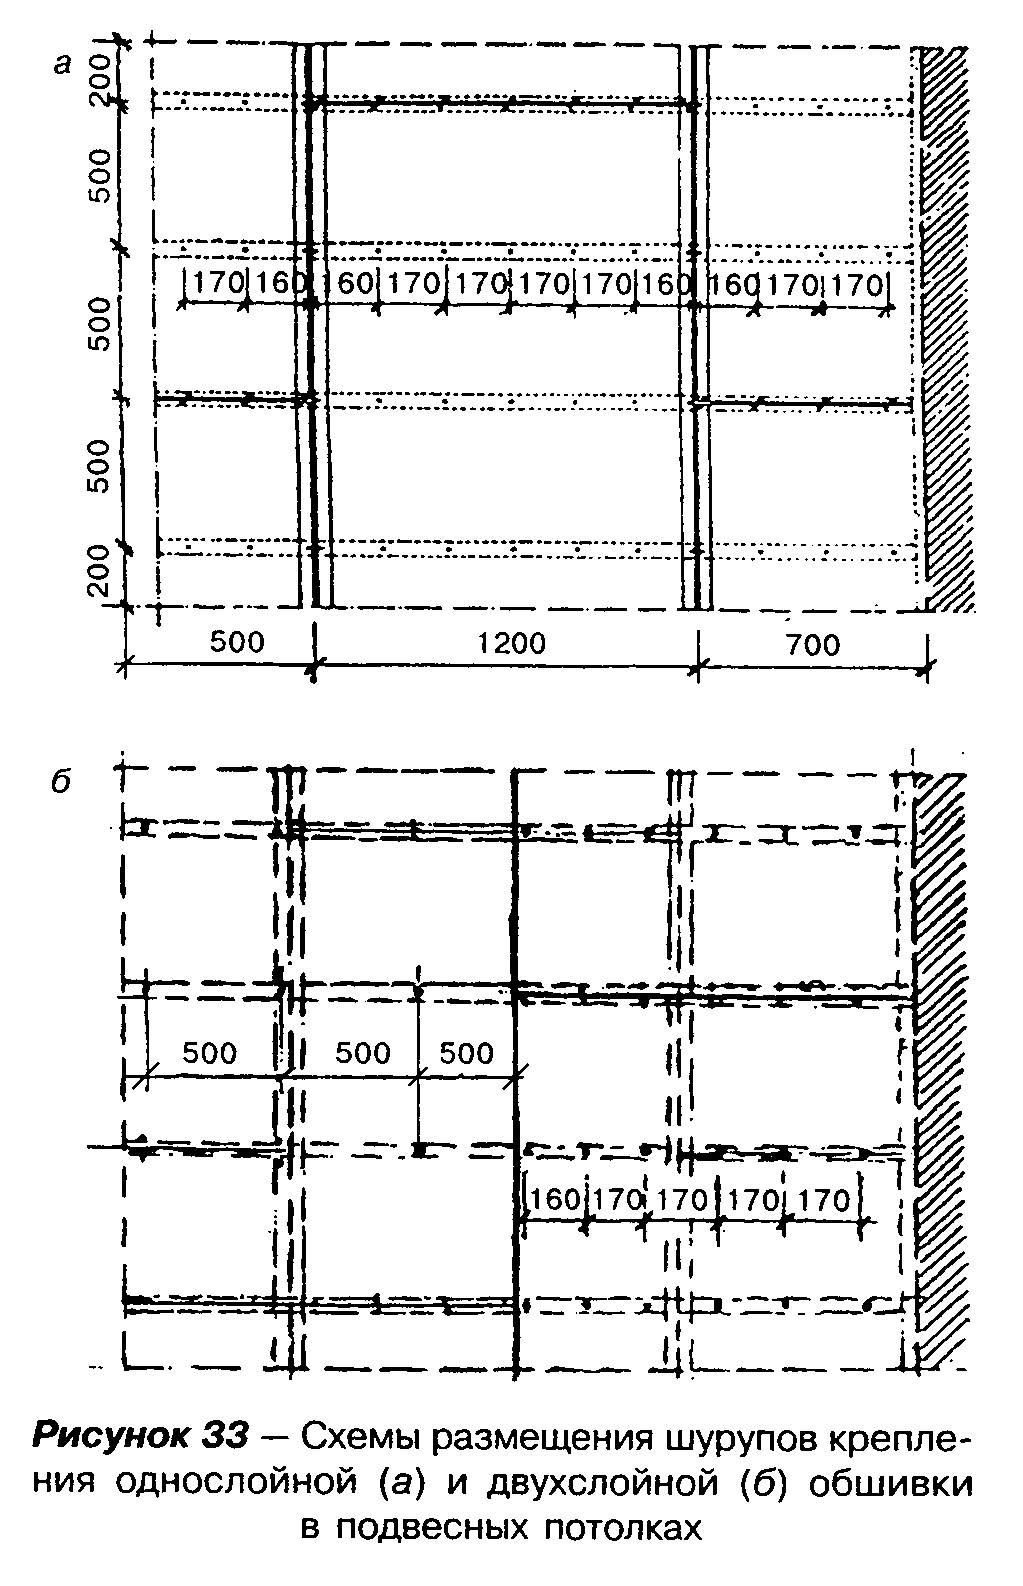 а
200
500
500
500
200
170 160 160 170 170 170 170 160 160 170 170
500 1200 700
б
500 500 500
160 170 170 170 170
Рисунок 33 — Схемы размещения шурупов крепле-
ния однослойной (а) и двухслойной (б) обшивки
в подвесных потолках